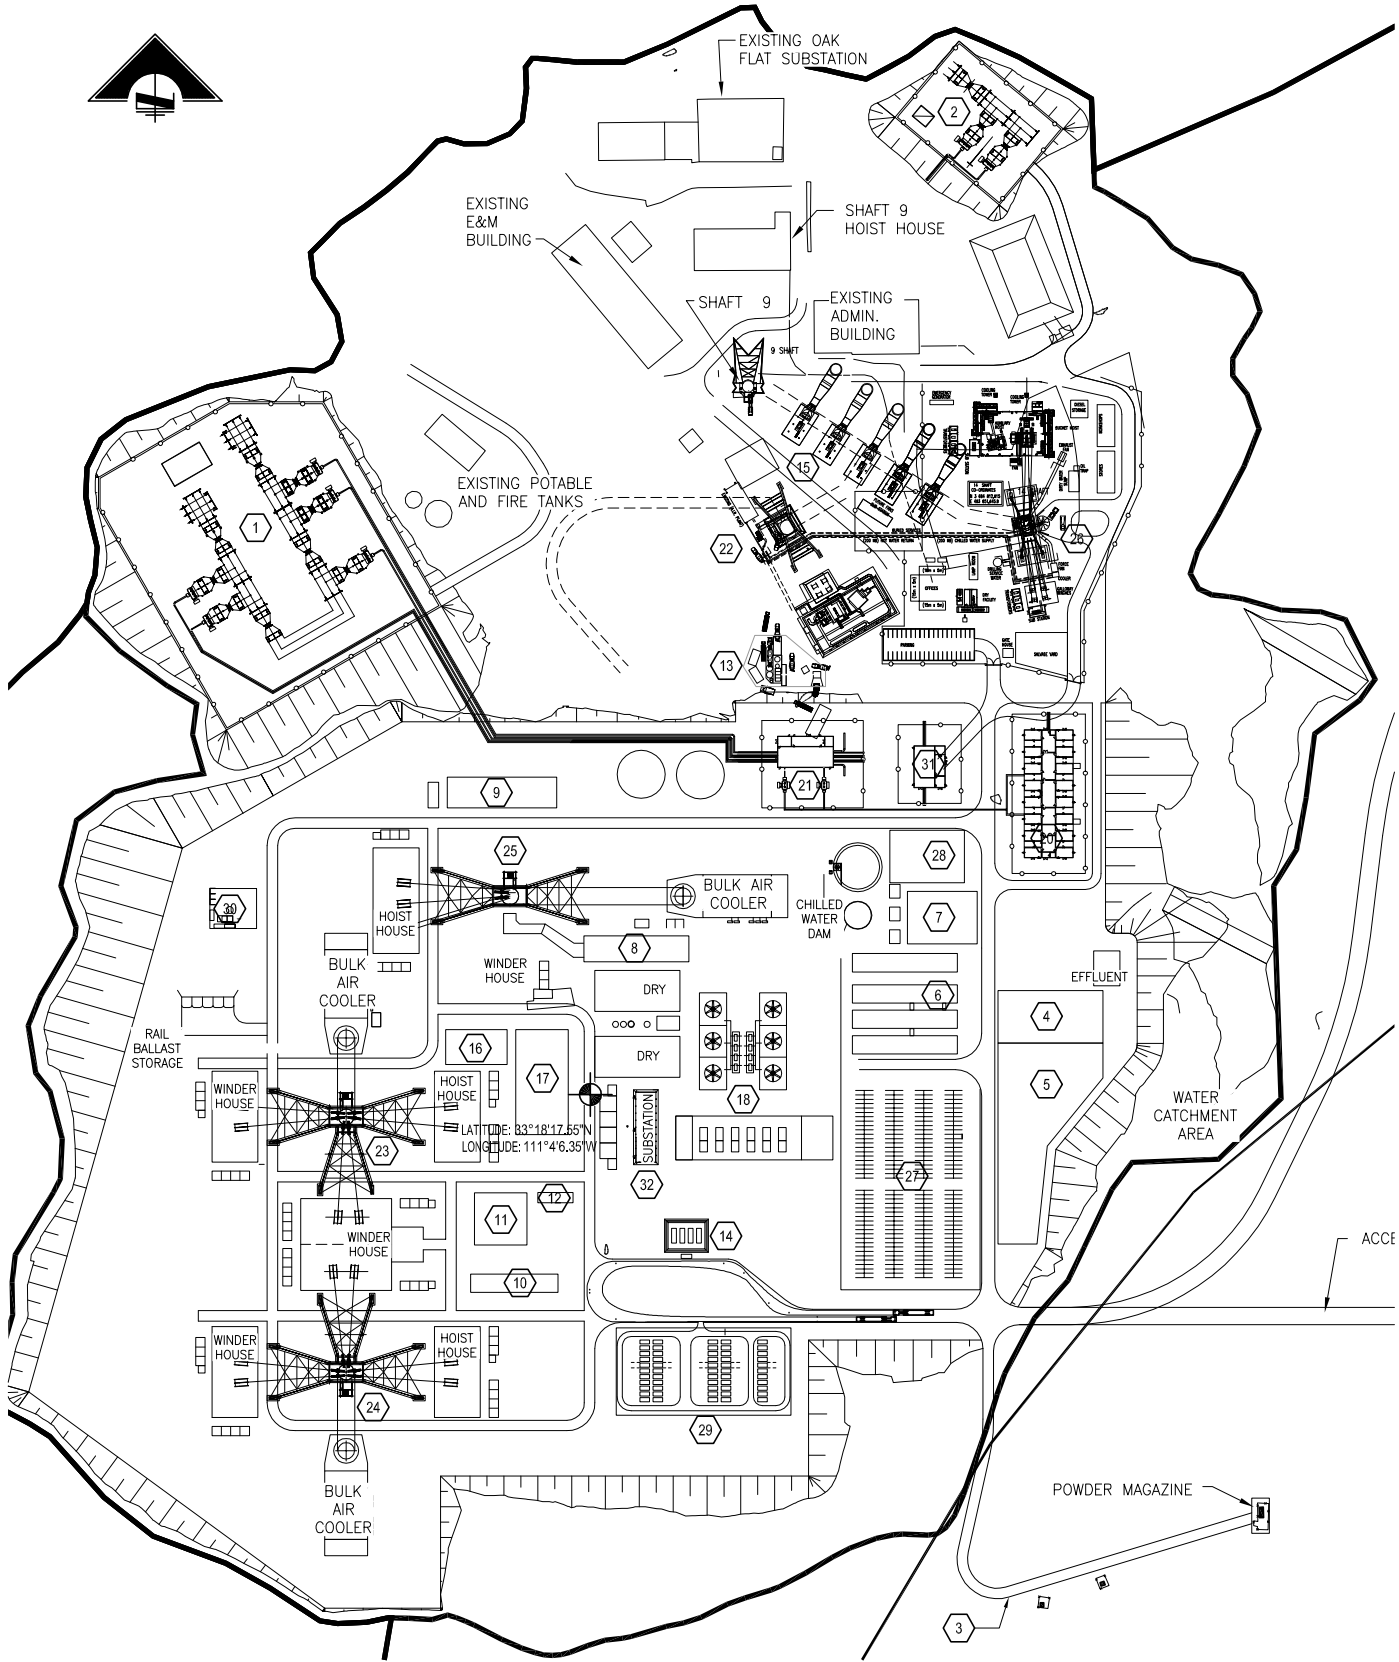 EXISTING OAK
FLAT SUBSTATION
2
EXISTING
E&M
BUILDING
SHAFT 9
HOIST HOUSE
SHAFT 9
EXISTING
ADMIN.
BUILDING
9 SHAFT
15
EXISTING POTABLE
AND FIRE TANKS
1
22
26
OFFICES
13
PARKING
SALVAGE YARD
31
21
9
20
25
28
BULK AIR
COOLER
CHILLED
WATER
DAM
7
30
HOIST
HOUSE
8
BULK
AIR
COOLER
WINDER
HOUSE
DRY
6
EFFLUENT
4
RAIL
BALLAST
STORAGE
16
DRY
17
5
WINDER
HOUSE
HOIST
HOUSE
18
WATER
CATCHMENT
AREA
LATITUDE: 33°18'17.55"N
LONGITUDE: 111°4'6.35"W
SUBSTATION
23
32
27
12
11
14
WINDER
HOUSE
ACCE
10
WINDER
HOUSE
HOIST
HOUSE
24
29
BULK
AIR
COOLER
POWDER MAGAZINE
3